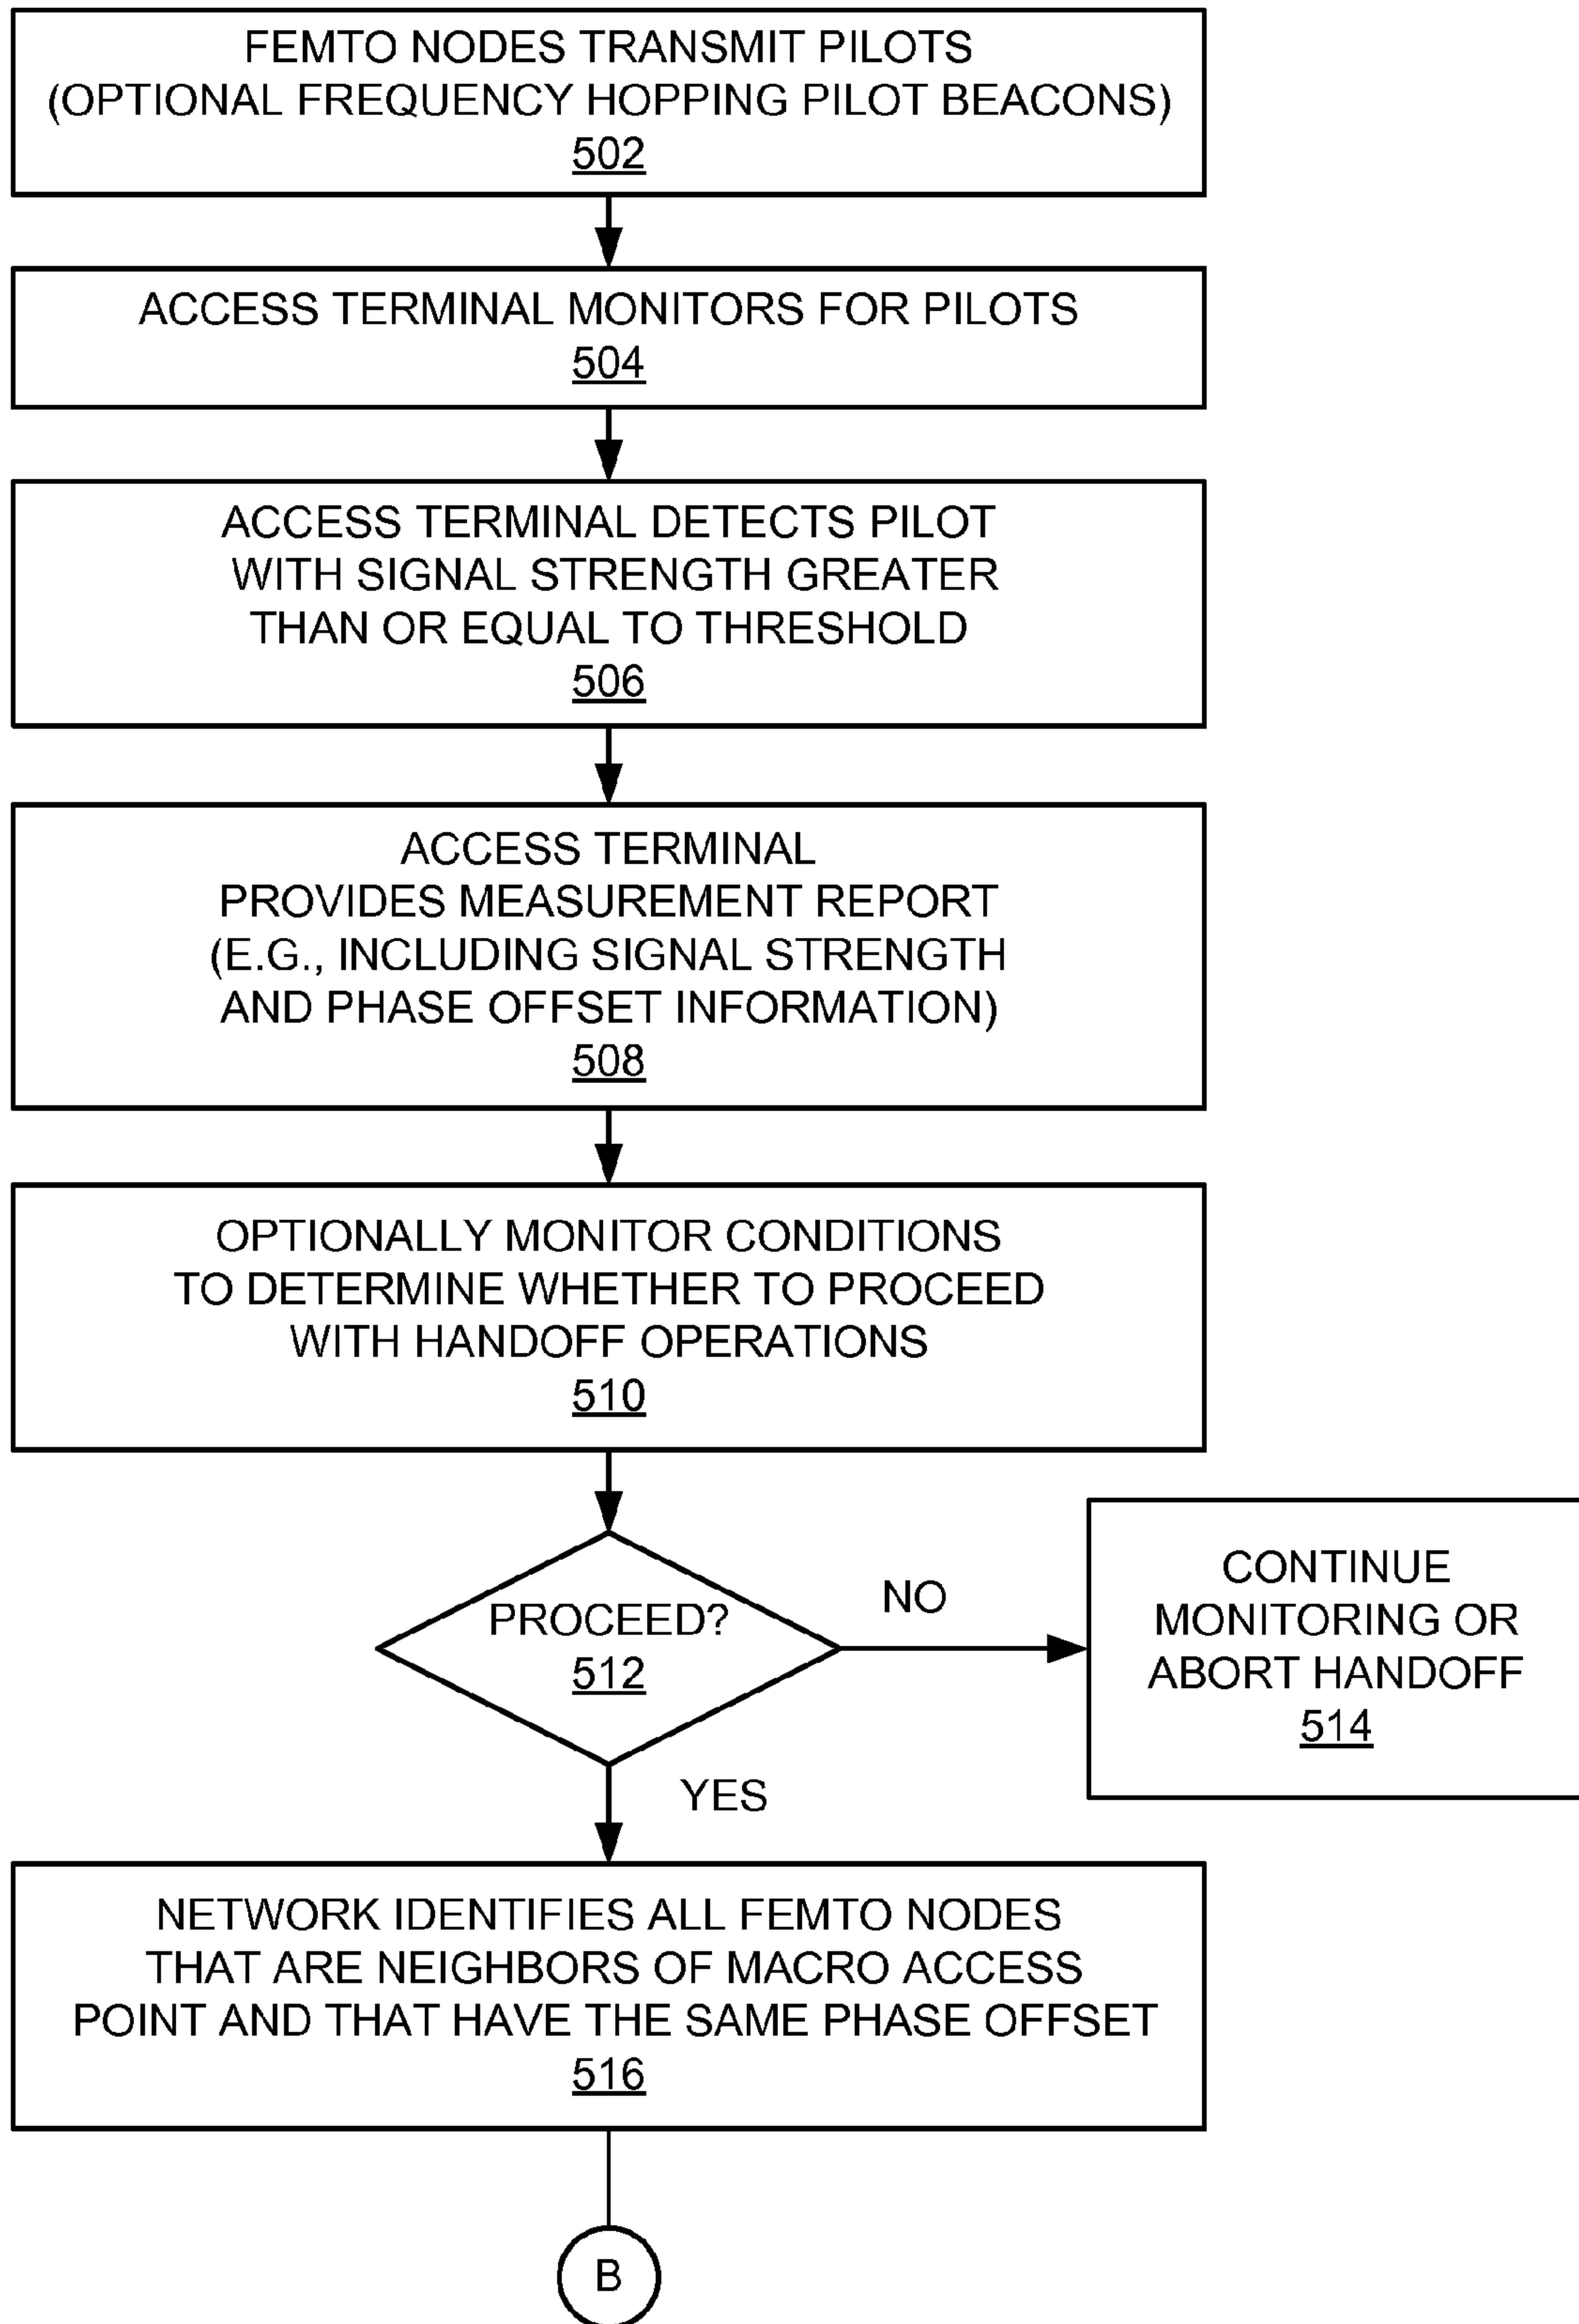 FEMTO NODES TRANSMIT PILOTS
(OPTIONAL FREQUENCY HOPPING PILOT BEACONS)
502
ACCESS TERMINAL MONITORS FOR PILOTS
504
ACCESS TERMINAL DETECTS PILOT
WITH SIGNAL STRENGTH GREATER
THAN OR EQUAL TO THRESHOLD
506
ACCESS TERMINAL
PROVIDES MEASUREMENT REPORT
(E.G., INCLUDING SIGNAL STRENGTH
AND PHASE OFFSET INFORMATION)
508
OPTIONALLY MONITOR CONDITIONS
TO DETERMINE WHETHER TO PROCEED
WITH HANDOFF OPERATIONS
510
PROCEED?
512
NO
CONTINUE
MONITORING OR
ABORT HANDOFF
514
YES
NETWORK IDENTIFIES ALL FEMTO NODES
THAT ARE NEIGHBORS OF MACRO ACCESS
POINT AND THAT HAVE THE SAME PHASE OFFSET
516
B